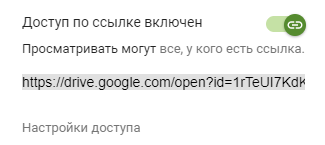 Доступ по ссылке включен
Просматривать могут все, у кого есть ссылка.
https://drive.google.com/open?id=1rTeUI7KdK
Настройки доступа